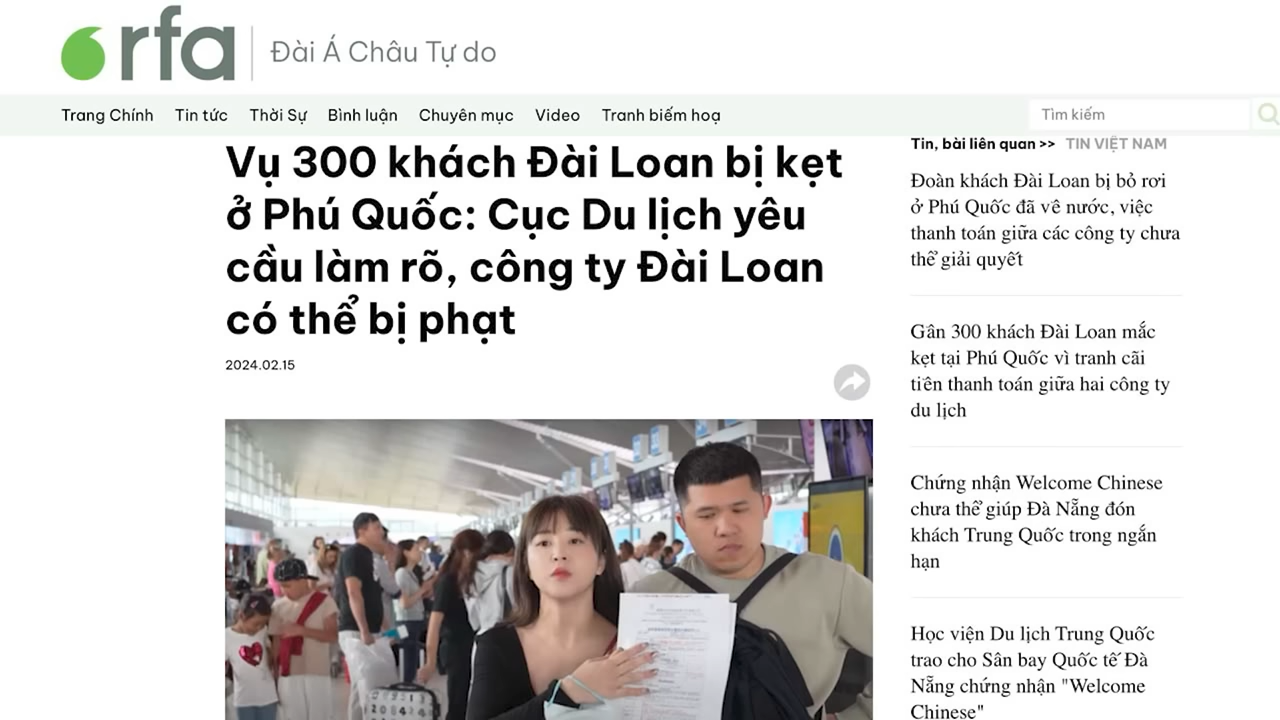 rfa Đài Á Châu Tự do
Trang Chính Tin tức Thời Sự Bình luận Chuyên mục Video Tranh biếm hoạ
Tìm kiếm
Vụ 300 khách Đài Loan bị kẹt
ở Phú Quốc: Cục Du lịch yêu
cầu làm rõ, công ty Đài Loan
có thể bị phạt
2024.02.15
Tin, bài liên quan >> TIN VIỆT NAM
Đoàn khách Đài Loan bị bỏ rơi
ở Phú Quốc đã về nước, việc
thanh toán giữa các công ty chưa
thể giải quyết
Gần 300 khách Đài Loan mắc
kẹt tại Phú Quốc vì tranh cãi
tiền thanh toán giữa hai công ty
du lịch
Chứng nhận Welcome Chinese
chưa thể giúp Đà Nẵng đón
khách Trung Quốc trong ngắn
hạn
Học viện Du lịch Trung Quốc
trao cho Sân bay Quốc tế Đà
Nẵng chứng nhận "Welcome
Chinese"